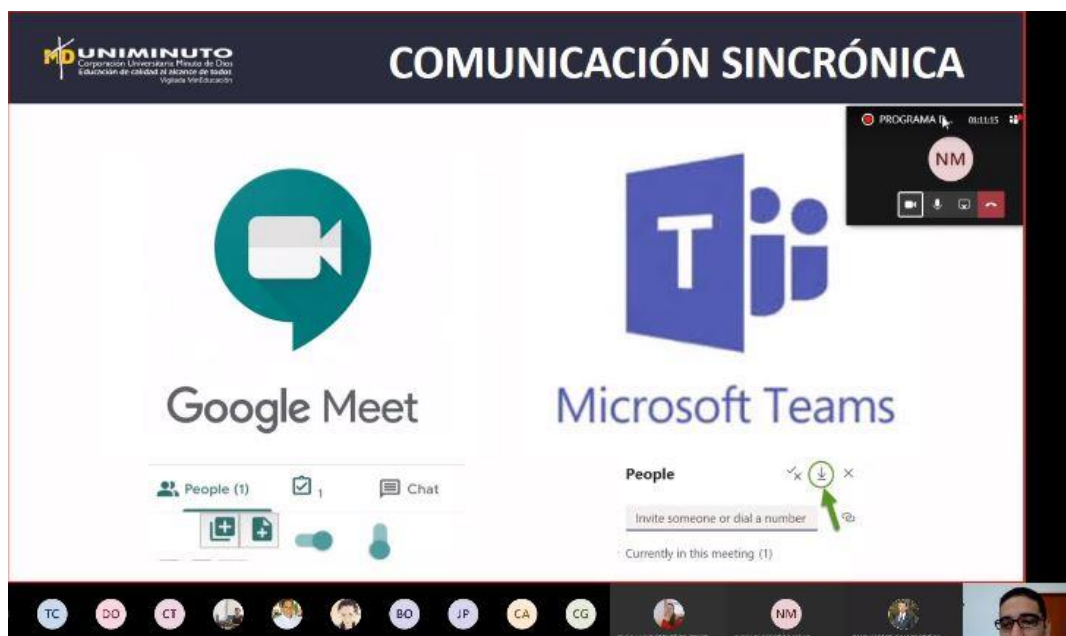 UNIMINUTO
Corporación Universitaria Minuto de Dios
Educación de calidad al alcance de todos
Vigilada MinEducación
COMUNICACIÓN SINCRÓNICA
PROGRAMA 01:11:15
NM
T
Google Meet
Microsoft Teams
People (1) 1 Chat
People
Invite someone or dial a number
Currently in this meeting (1)
TC DO CT BO JP CA CG NM